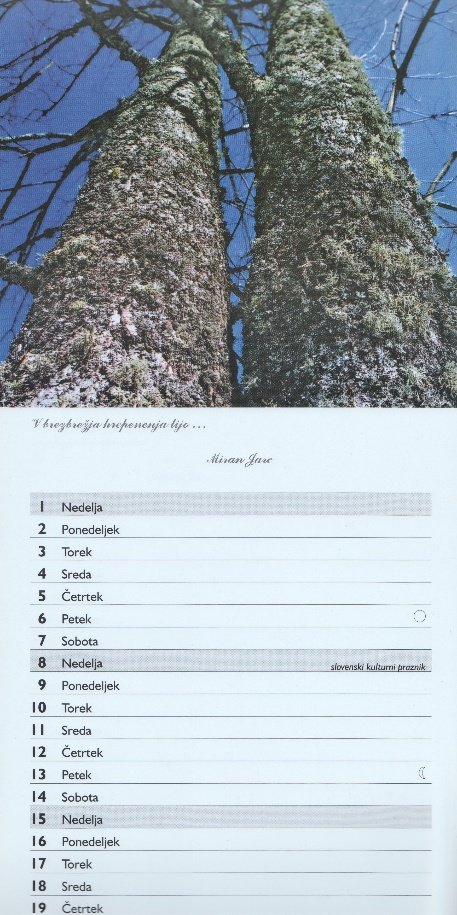 V brezbrežja hrepenenja lijo ...
Miran Jarc
1 Nedelja
2 Ponedeljek
3 Torek
4 Sreda
5 Četrtek
6 Petek
7 Sobota
8 Nedelja slovenski kulturni praznik
9 Ponedeljek
10 Torek
11 Sreda
12 Četrtek
13 Petek
14 Sobota
15 Nedelja
16 Ponedeljek
17 Torek
18 Sreda
19 Četrtek